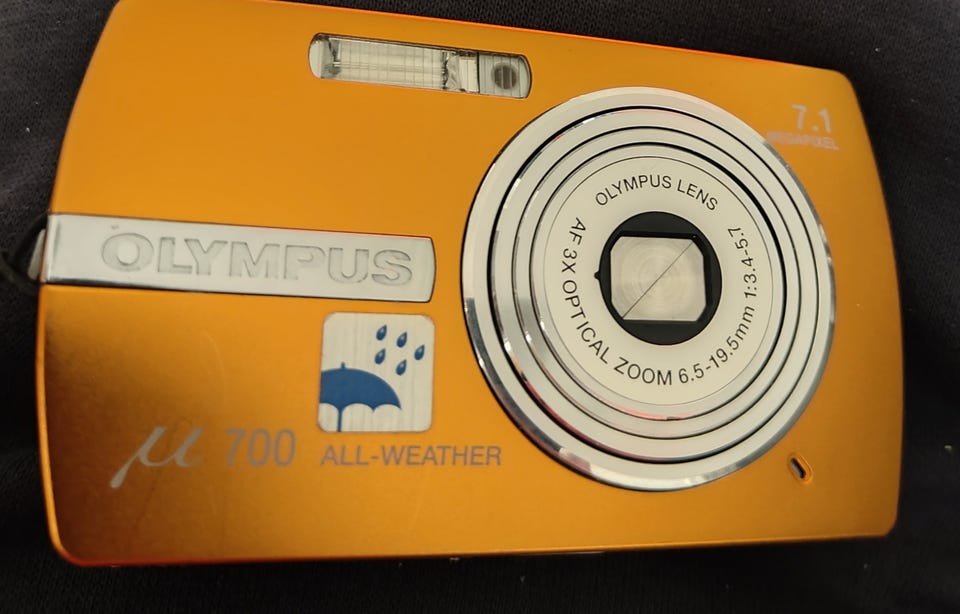 7.1
MEGAPIXEL
OLYMPUS LENS
AF 3X OPTICAL ZOOM 6.5-19.5mm 1:3.4-5.7
OLYMPUS
μ 700 ALL-WEATHER